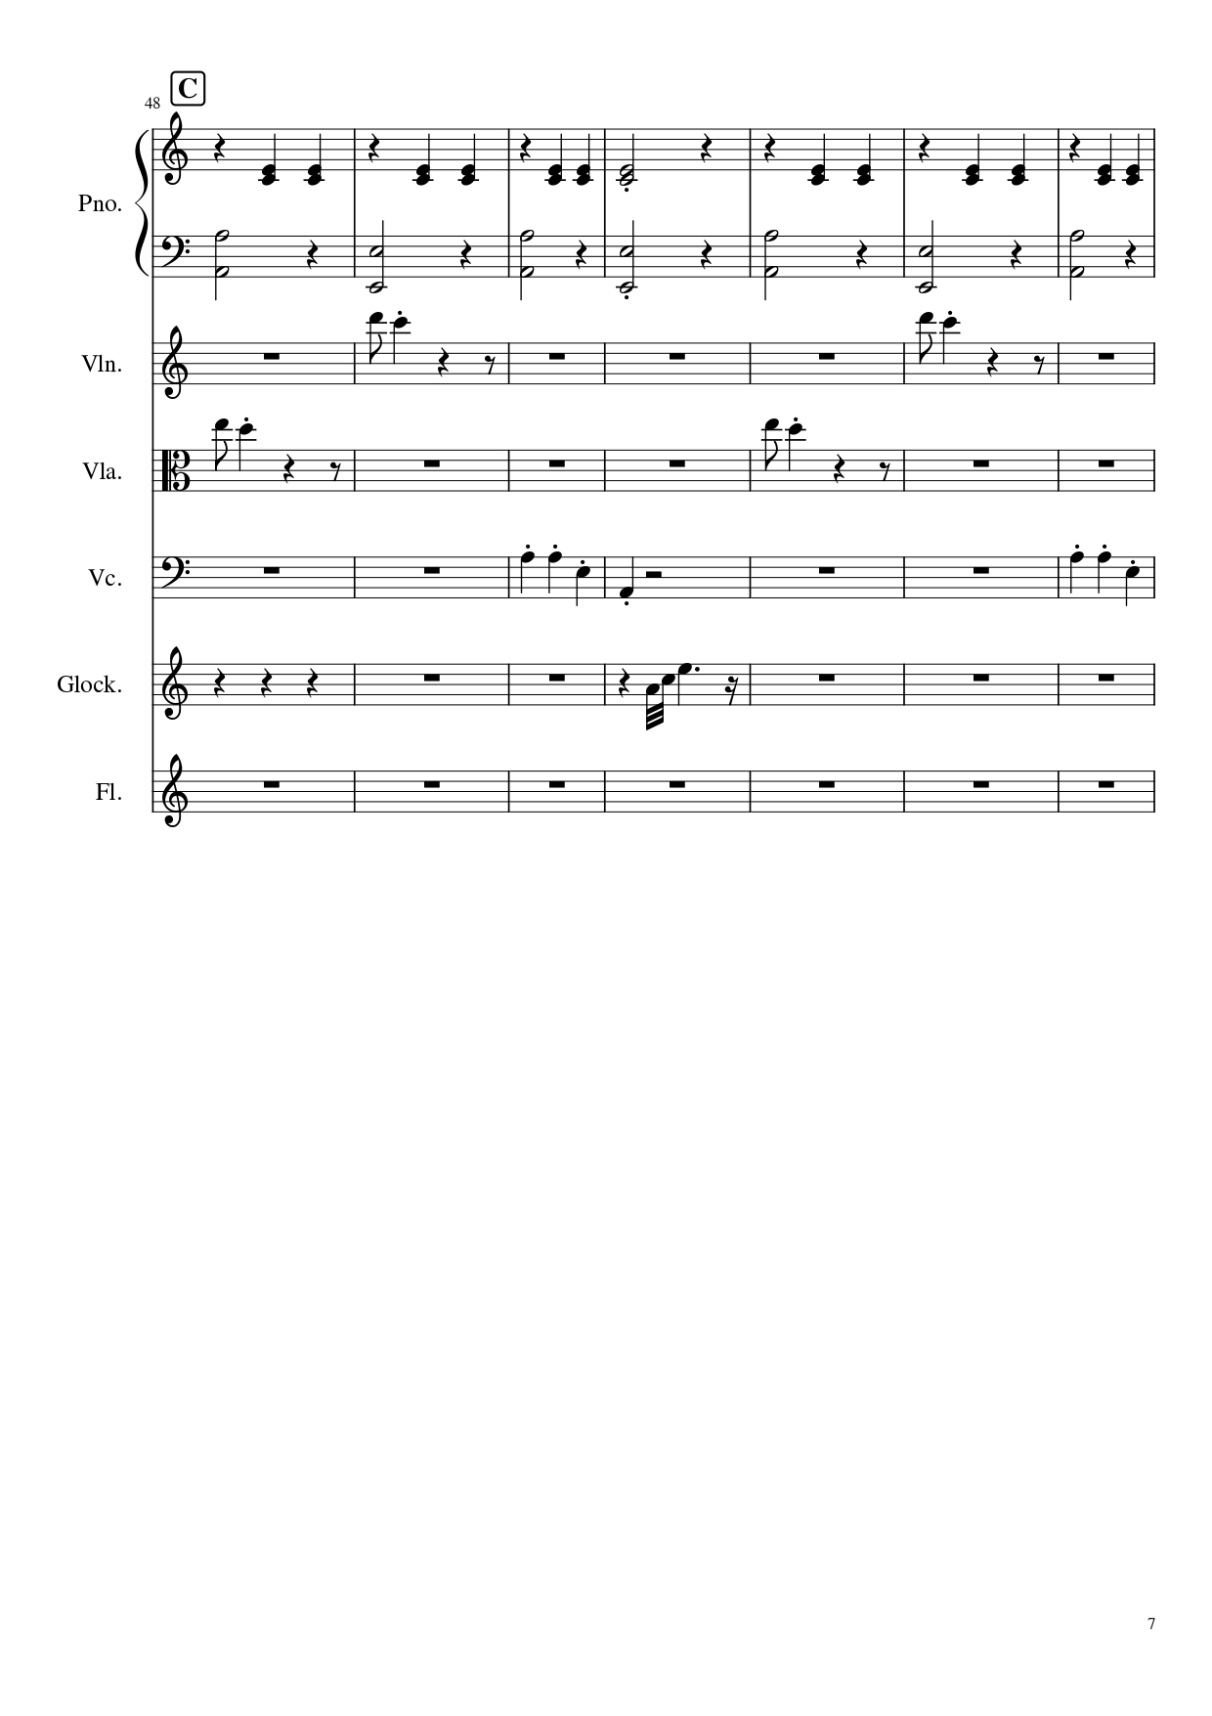 C
48
Pno.
Vln.
Vla.
Vc.
Glock.
Fl.
7